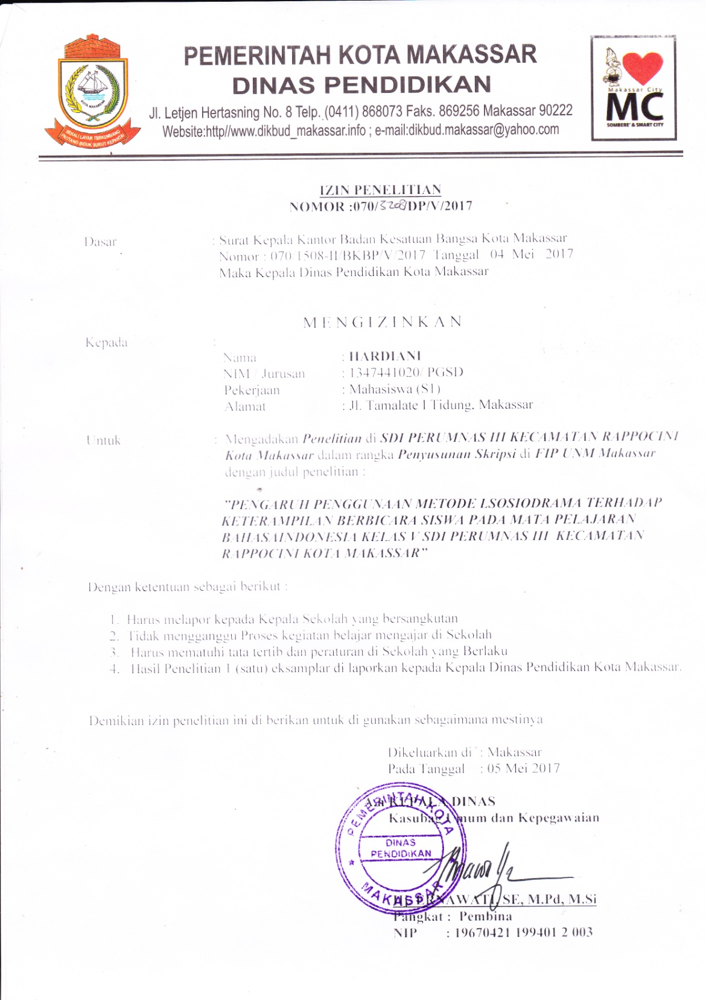 PEMERINTAH KOTA MAKASSAR
DINAS PENDIDIKAN
Jl. Letjen Hertasning No. 8 Telp. (0411) 868073 Faks. 869256 Makassar 90222
Website:http//www.dikbud_makassar.info ; e-mail:dikbud.makassar@yahoo.com
KOTA MAKASSAR
SEKALI LAYAR TERKEMBANG
PANTANG BIDUK SURUT KEPANTAI
Makassar City
MC
SOMBERE' & SMART CITY
IZIN PENELITIAN
NOMOR :070/3208/DP/V/2017
Dasar : Surat Kepala Kantor Badan Kesatuan Bangsa Kota Makassar
Nomor : 070/1508-II/BKBP/V/2017 Tanggal 04 Mei 2017
Maka Kepala Dinas Pendidikan Kota Makassar
M E N G I Z I N K A N
Kepada :
Nama : HARDIANI
NIM / Jurusan : 1347441020/ PGSD
Pekerjaan : Mahasiswa (S1)
Alamat : Jl. Tamalate I Tidung, Makassar
Untuk : Mengadakan Penelitian di SDI PERUMNAS III KECAMATAN RAPPOCINI
Kota Makassar dalam rangka Penyusunan Skripsi di FIP UNM Makassar
dengan judul penelitian :
"PENGARUH PENGGUNAAN METODE LSOSIODRAMA TERHADAP
KETERAMPILAN BERBICARA SISWA PADA MATA PELAJARAN
BAHASAINDONESIA KELAS V SDI PERUMNAS III KECAMATAN
RAPPOCINI KOTA MAKASSAR"
Dengan ketentuan sebagai berikut :
1. Harus melapor kepada Kepala Sekolah yang bersangkutan
2. Tidak mengganggu Proses kegiatan belajar mengajar di Sekolah
3. Harus mematuhi tata tertib dan peraturan di Sekolah yang Berlaku
4. Hasil Penelitian 1 (satu) eksamplar di laporkan kepada Kepala Dinas Pendidikan Kota Makassar.
Demikian izin penelitian ini di berikan untuk di gunakan sebagaimana mestinya
Dikeluarkan di : Makassar
Pada Tanggal : 05 Mei 2017
An KEPALA DINAS
Kasubag Umum dan Kepegawaian
PEMERINTAH KOTA
DINAS
PENDIDIKAN
MAKASSAR
Hj. ERNAWATI, SE, M.Pd, M.Si
Pangkat : Pembina
NIP : 19670421 199401 2 003